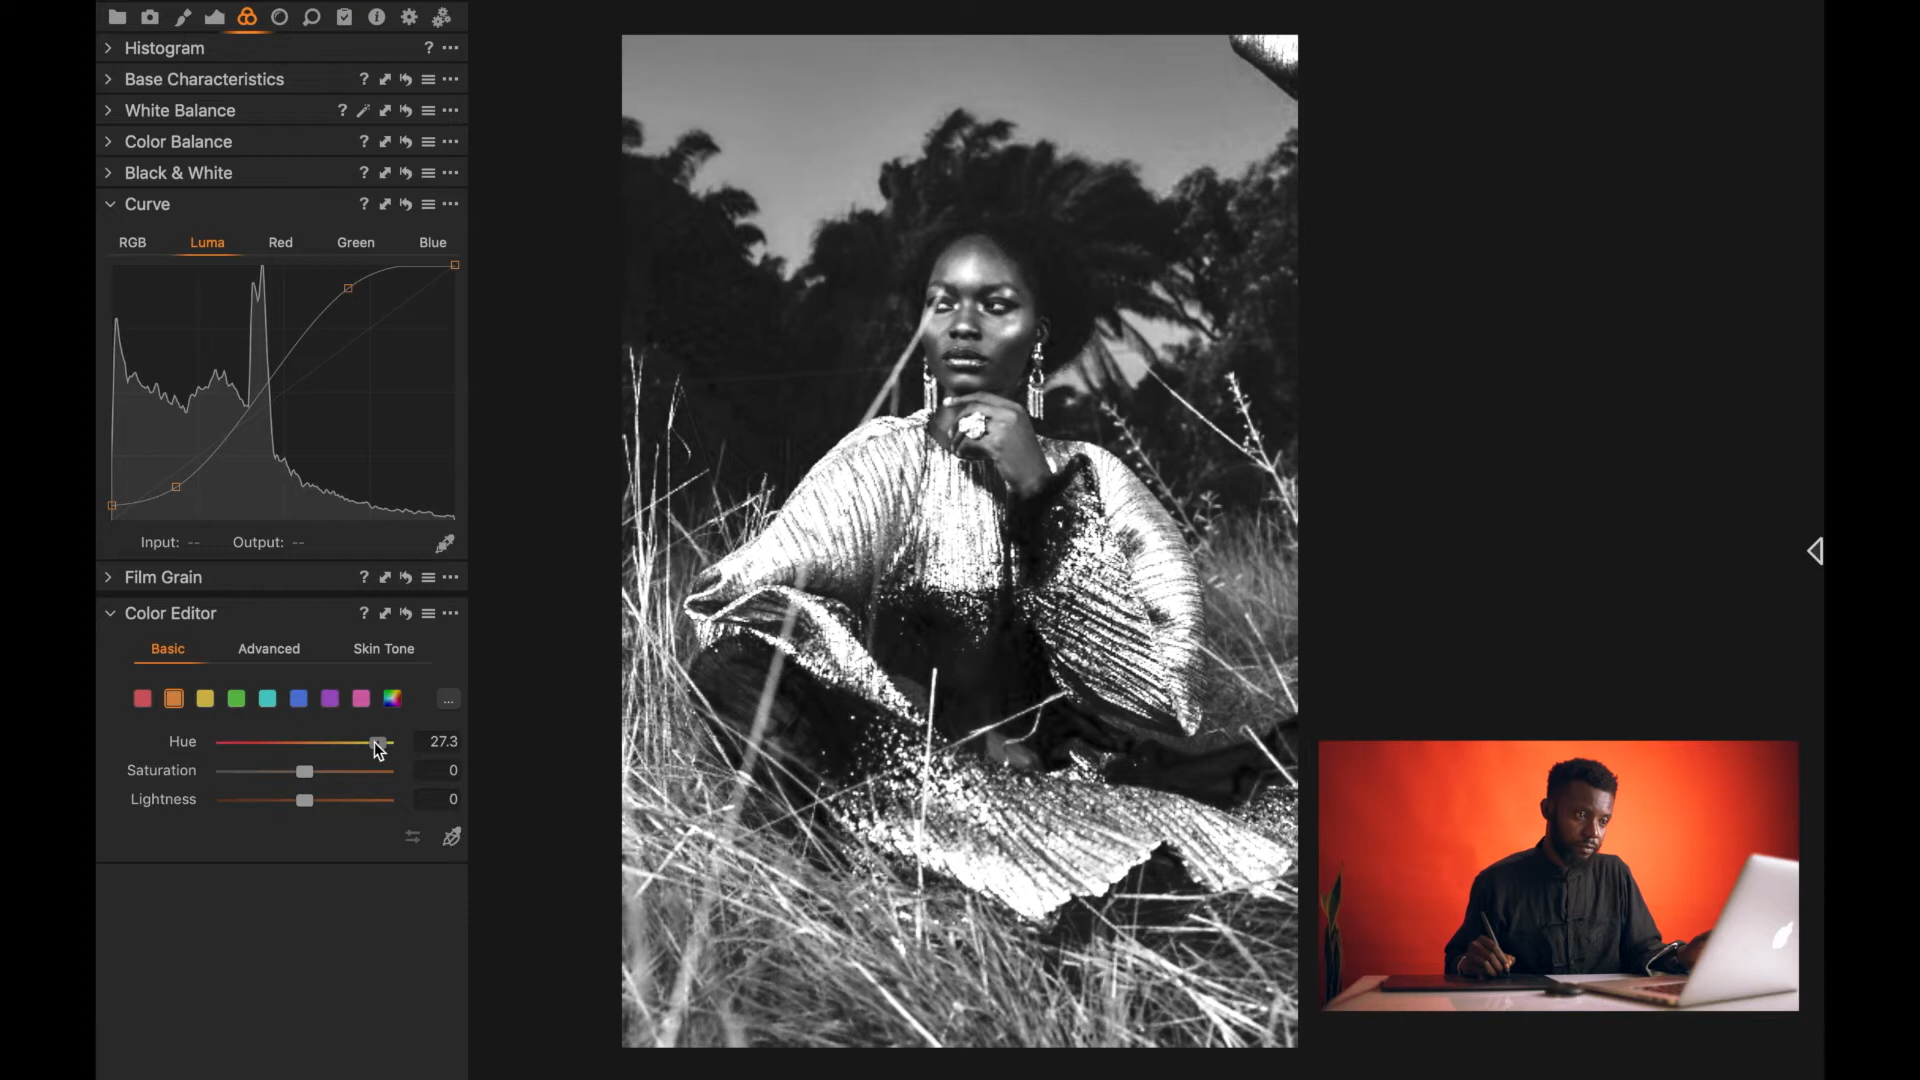 Histogram ? ...
Base Characteristics ? ...
White Balance ? ...
Color Balance ? ...
Black & White ? ...
Curve ? ...
RGB Luma Red Green Blue
Input: -- Output: --
Film Grain ? ...
Color Editor ? ...
Basic Advanced Skin Tone
...
Hue 27.3
Saturation 0
Lightness 0